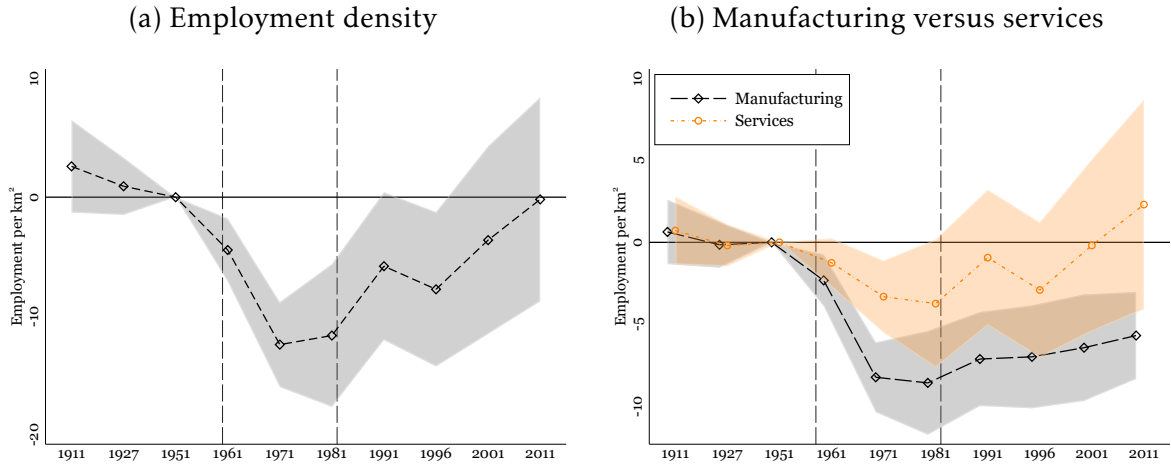 (a) Employment density
Employment per km²
10
0
-10
-20
1911 1927 1951 1961 1971 1981 1991 1996 2001 2011
(b) Manufacturing versus services
Manufacturing
Services
Employment per km²
10
5
0
-5
-10
1911 1927 1951 1961 1971 1981 1991 1996 2001 2011